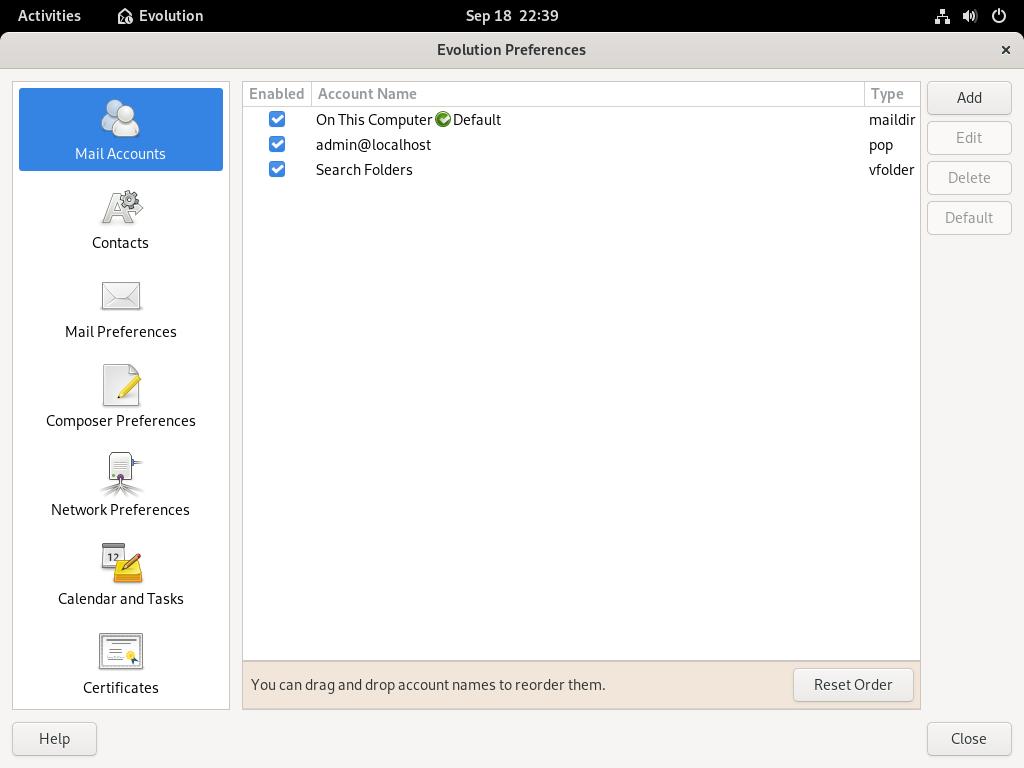 Activities Evolution Sep 18 22:39
Evolution Preferences
Mail Accounts
Contacts
Mail Preferences
Composer Preferences
Network Preferences
12
Calendar and Tasks
Certificates
Enabled Account Name Type
On This Computer Default maildir
admin@localhost pop
Search Folders vfolder
You can drag and drop account names to reorder them. Reset Order
Add
Edit
Delete
Default
Help Close